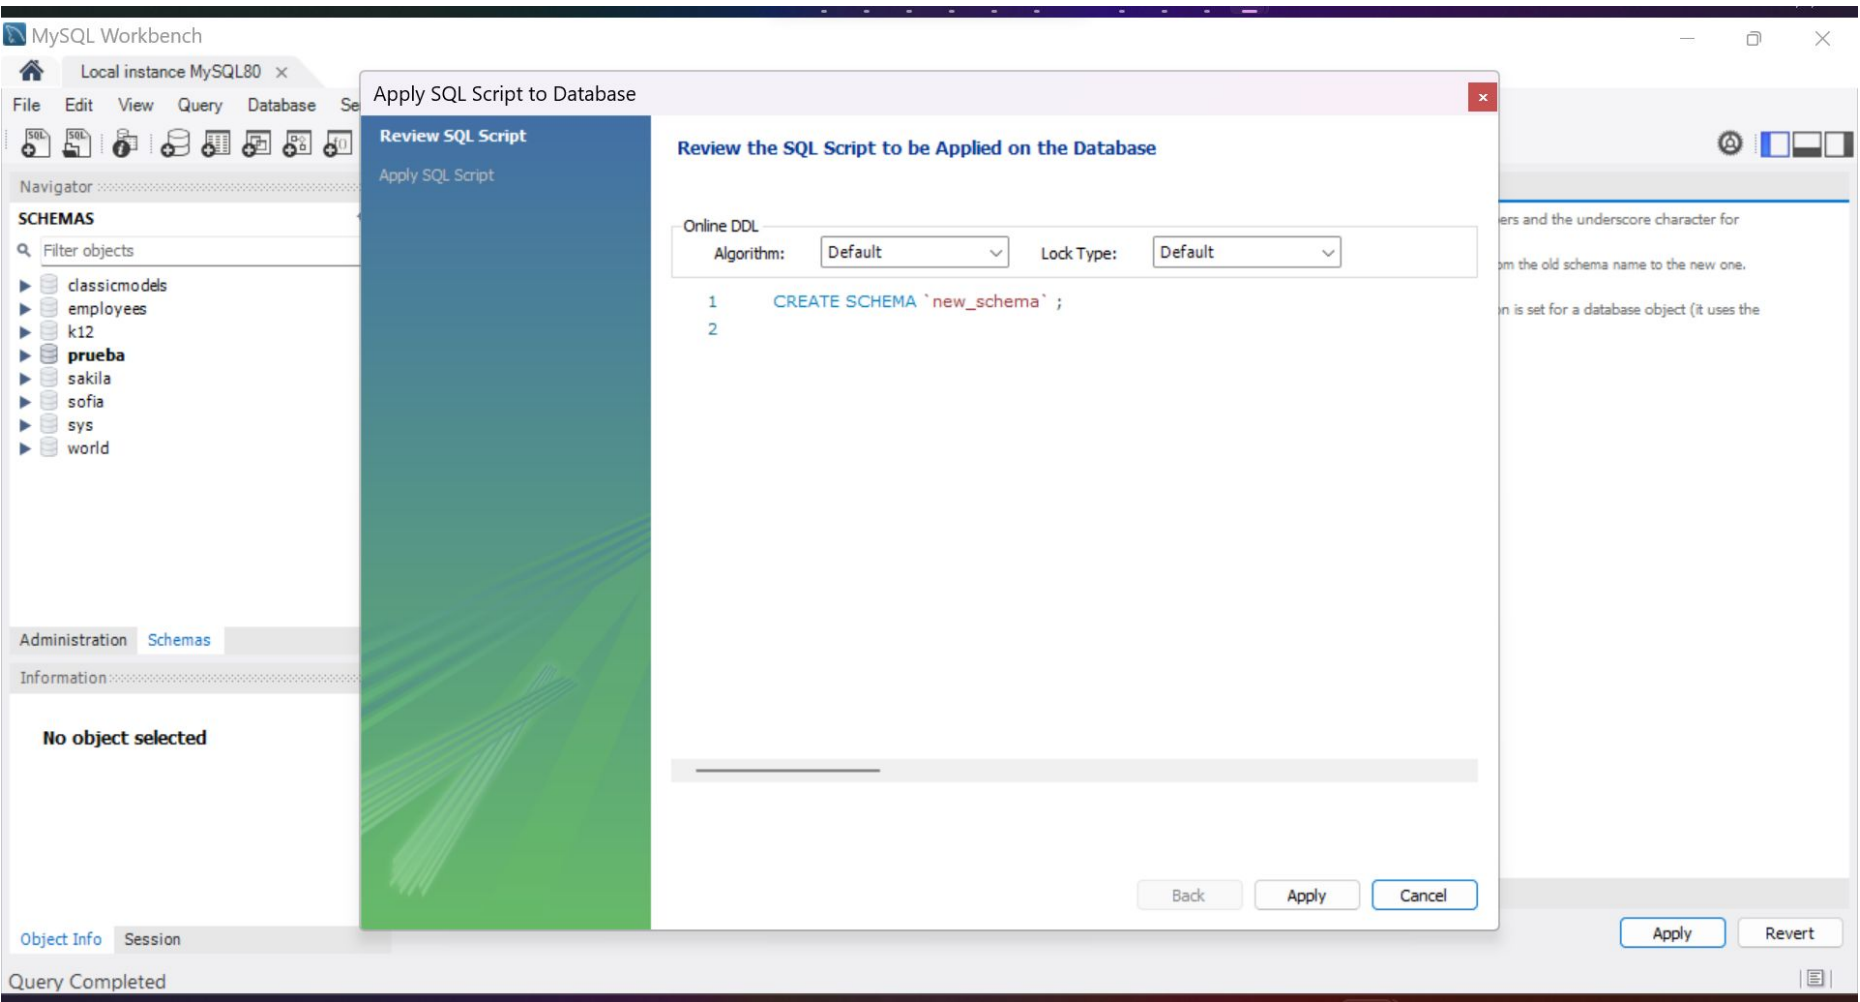 MySQL Workbench
Local instance MySQL80
File Edit View Query Database Se
Apply SQL Script to Database
Review SQL Script
Apply SQL Script
Review the SQL Script to be Applied on the Database
Online DDL
Algorithm: Default Lock Type: Default
1 CREATE SCHEMA `new_schema` ;
2
Back Apply Cancel
SQL SQL
Navigator
SCHEMAS
Filter objects
classicmodels
employees
k12
prueba
sakila
sofia
sys
world
Administration Schemas
Information
No object selected
Object Info Session
Query Completed
ers and the underscore character for
om the old schema name to the new one.
on is set for a database object (it uses the
Apply Revert